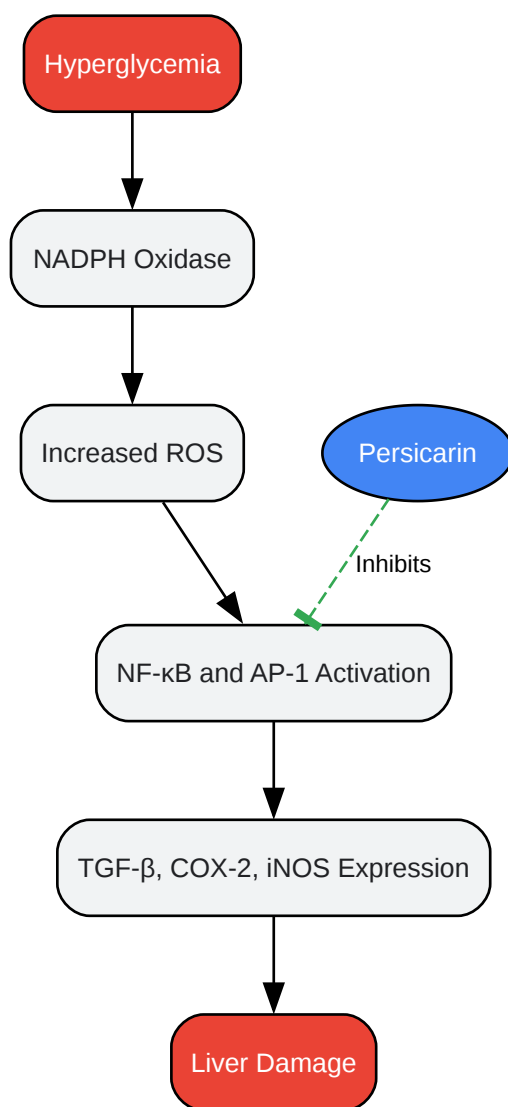 Hyperglycemia
NADPH Oxidase
Increased ROS
Persicarin
Inhibits
NF-κB and AP-1 Activation
TGF-β, COX-2, iNOS Expression
Liver Damage